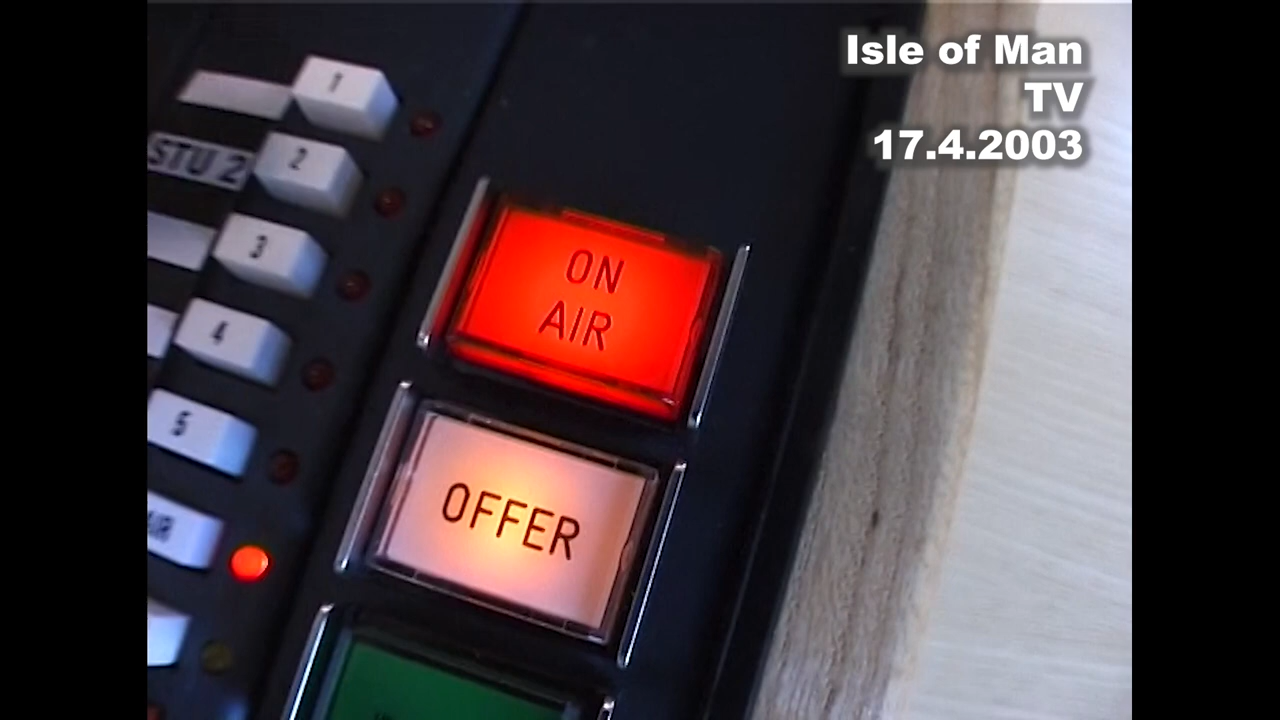 Isle of Man
TV
17.4.2003
1
STU 2
2
3
4
5
ON
AIR
OFFER